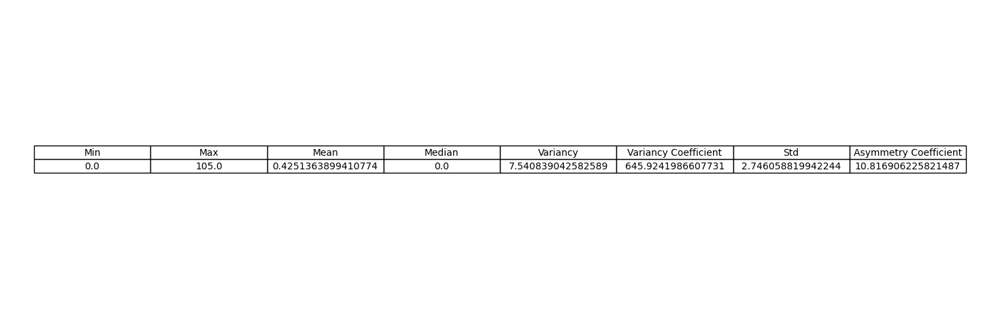 Min Max Mean Median Variancy Variancy Coefficient Std Asymmetry Coefficient
0.0 105.0 0.4251363899410774 0.0 7.540839042582589 645.9241986607731 2.746058819942244 10.816906225821487